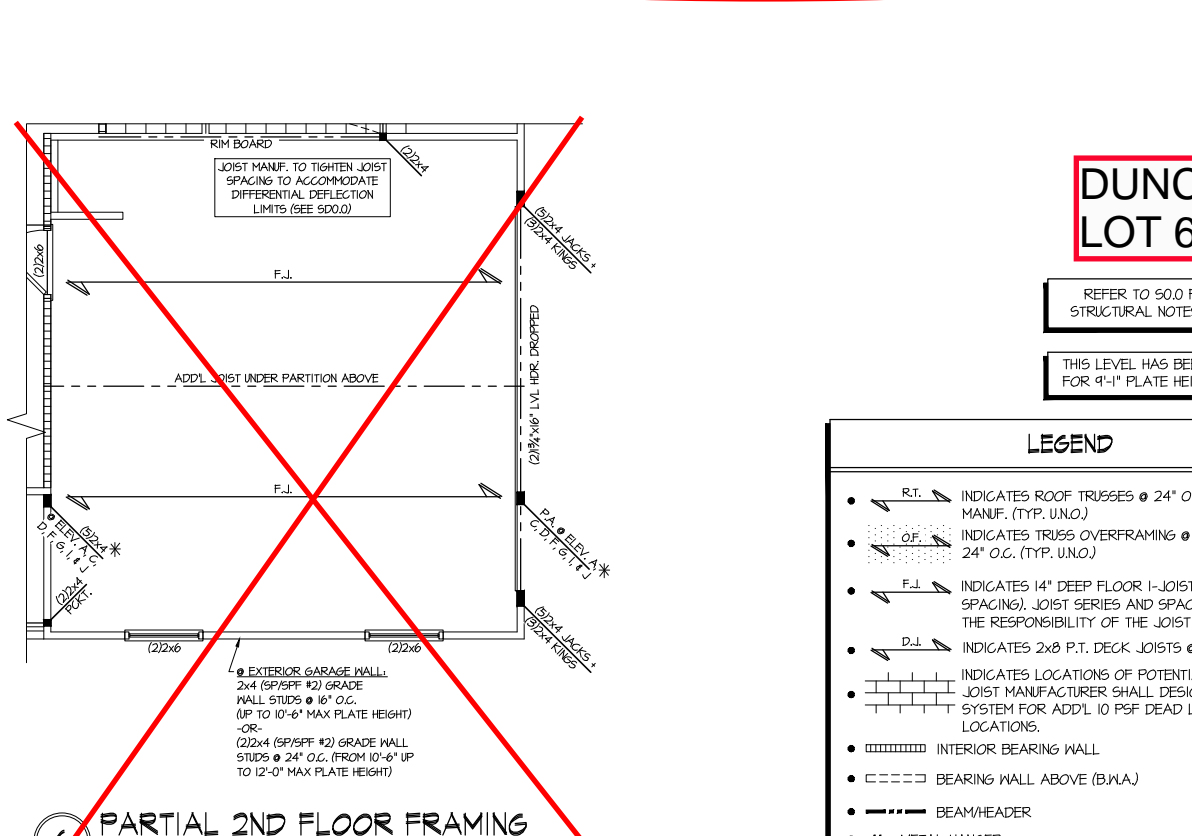 RIM BOARD
(2)2x4
JOIST MANUF. TO TIGHTEN JOIST
SPACING TO ACCOMMODATE
DIFFERENTIAL DEFLECTION
LIMITS (SEE SD0.0)
(5)2x4 JACKS +
(3)2x4 KINGS
(2)2x6
F.J.
(2)1¾"x16" LVL HDR. DROPPED
ADD'L JOIST UNDER PARTITION ABOVE
F.J.
(5)2x4 *
@ ELEV. A, C,
D, F, G, I, & J
P.A. @ ELEV. A *
C, D, F, G, I, & J
(2)2x4
PORT.
(5)2x4 JACKS +
(3)2x4 KINGS
(2)2x6
(2)2x6
@ EXTERIOR GARAGE WALL:
2x4 (SP/SPF #2) GRADE
WALL STUDS @ 16" O.C.
(UP TO 10'-6" MAX PLATE HEIGHT)
-OR-
(2)2x4 (SP/SPF #2) GRADE WALL
STUDS @ 24" O.C. (FROM 10'-6" UP
TO 12'-0" MAX PLATE HEIGHT)
PARTIAL 2ND FLOOR FRAMING
DUNC
LOT 6
REFER TO S0.0 F
STRUCTURAL NOTES
THIS LEVEL HAS BEE
FOR 9'-1" PLATE HEI
LEGEND
R.T. INDICATES ROOF TRUSSES @ 24" O
MANUF. (TYP. U.N.O.)
O.F. INDICATES TRUSS OVERFRAMING @
24" O.C. (TYP. U.N.O.)
F.J. INDICATES 14" DEEP FLOOR I-JOIST
SPACING). JOIST SERIES AND SPAC
THE RESPONSIBILITY OF THE JOIST
D.J. INDICATES 2x8 P.T. DECK JOISTS @
INDICATES LOCATIONS OF POTENTI
JOIST MANUFACTURER SHALL DESIG
SYSTEM FOR ADD'L 10 PSF DEAD L
LOCATIONS.
INTERIOR BEARING WALL
BEARING WALL ABOVE (B.W.A.)
BEAM/HEADER